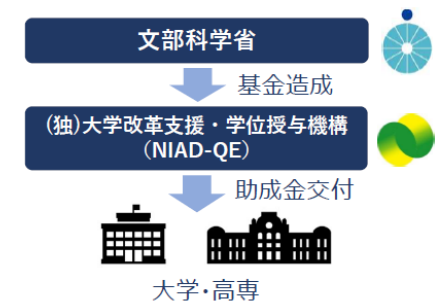 文部科学省
基金造成
(独)大学改革支援・学位授与機構
(NIAD-QE)
助成金交付
大学・高専